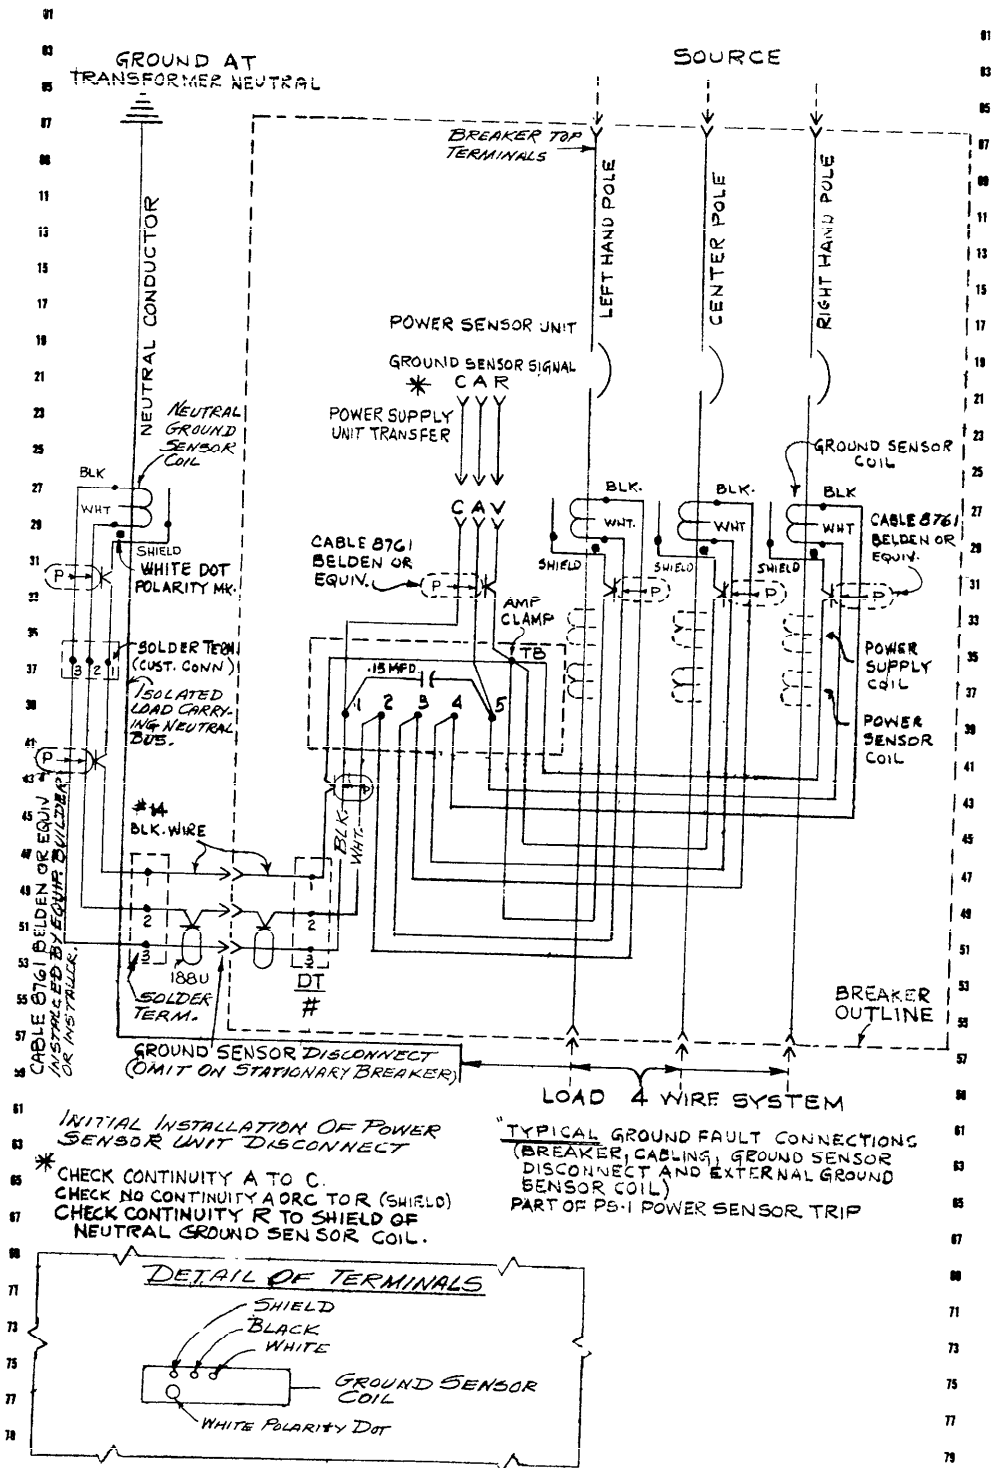 GROUND AT
TRANSFORMER NEUTRAL
SOURCE
BREAKER TOP
TERMINALS
LEFT HAND POLE
CENTER POLE
RIGHT HAND POLE
NEUTRAL CONDUCTOR
POWER SENSOR UNIT
GROUND SENSOR SIGNAL
* C A R
POWER SUPPLY
UNIT TRANSFER
NEUTRAL
GROUND
SENSOR
COIL
BLK
WHT
SHIELD
WHITE DOT
POLARITY MK.
P
C A V
CABLE 8761
BELDEN OR
EQUIV.
P
AMP
CLAMP
TB
.15 MFD
1 2 3 4 5
BLK.
WHT.
SHIELD
P
BLK.
WHT
SHIELD
P
GROUND SENSOR
COIL
BLK
WHT
SHIELD
P
CABLE 8761
BELDEN OR
EQUIV.
POWER
SUPPLY
COIL
POWER
SENSOR
COIL
3 2 1
SOLDER TERM.
(CUST. CONN)
ISOLATED
LOAD CARRY-
ING NEUTRAL
BUS.
P
P
BLK.
WHT.
#14
BLK. WIRE
1
2
3
1
2
3
188U
SOLDER
TERM.
DT
#
CABLE 8761 BELDEN OR EQUIV
INSTALLED BY EQUIP. BUILDER
OR INSTALLER.
GROUND SENSOR DISCONNECT
(OMIT ON STATIONARY BREAKER)
BREAKER
OUTLINE
LOAD 4 WIRE SYSTEM
INITIAL INSTALLATION OF POWER
SENSOR UNIT DISCONNECT
* CHECK CONTINUITY A TO C.
CHECK NO CONTINUITY A OR C TO R (SHIELD)
CHECK CONTINUITY R TO SHIELD OF
NEUTRAL GROUND SENSOR COIL.
"TYPICAL GROUND FAULT CONNECTIONS
(BREAKER, CABLING, GROUND SENSOR
DISCONNECT AND EXTERNAL GROUND
SENSOR COIL)
PART OF PS-1 POWER SENSOR TRIP
DETAIL OF TERMINALS
SHIELD
BLACK
WHITE
GROUND SENSOR
COIL
WHITE POLARITY DOT